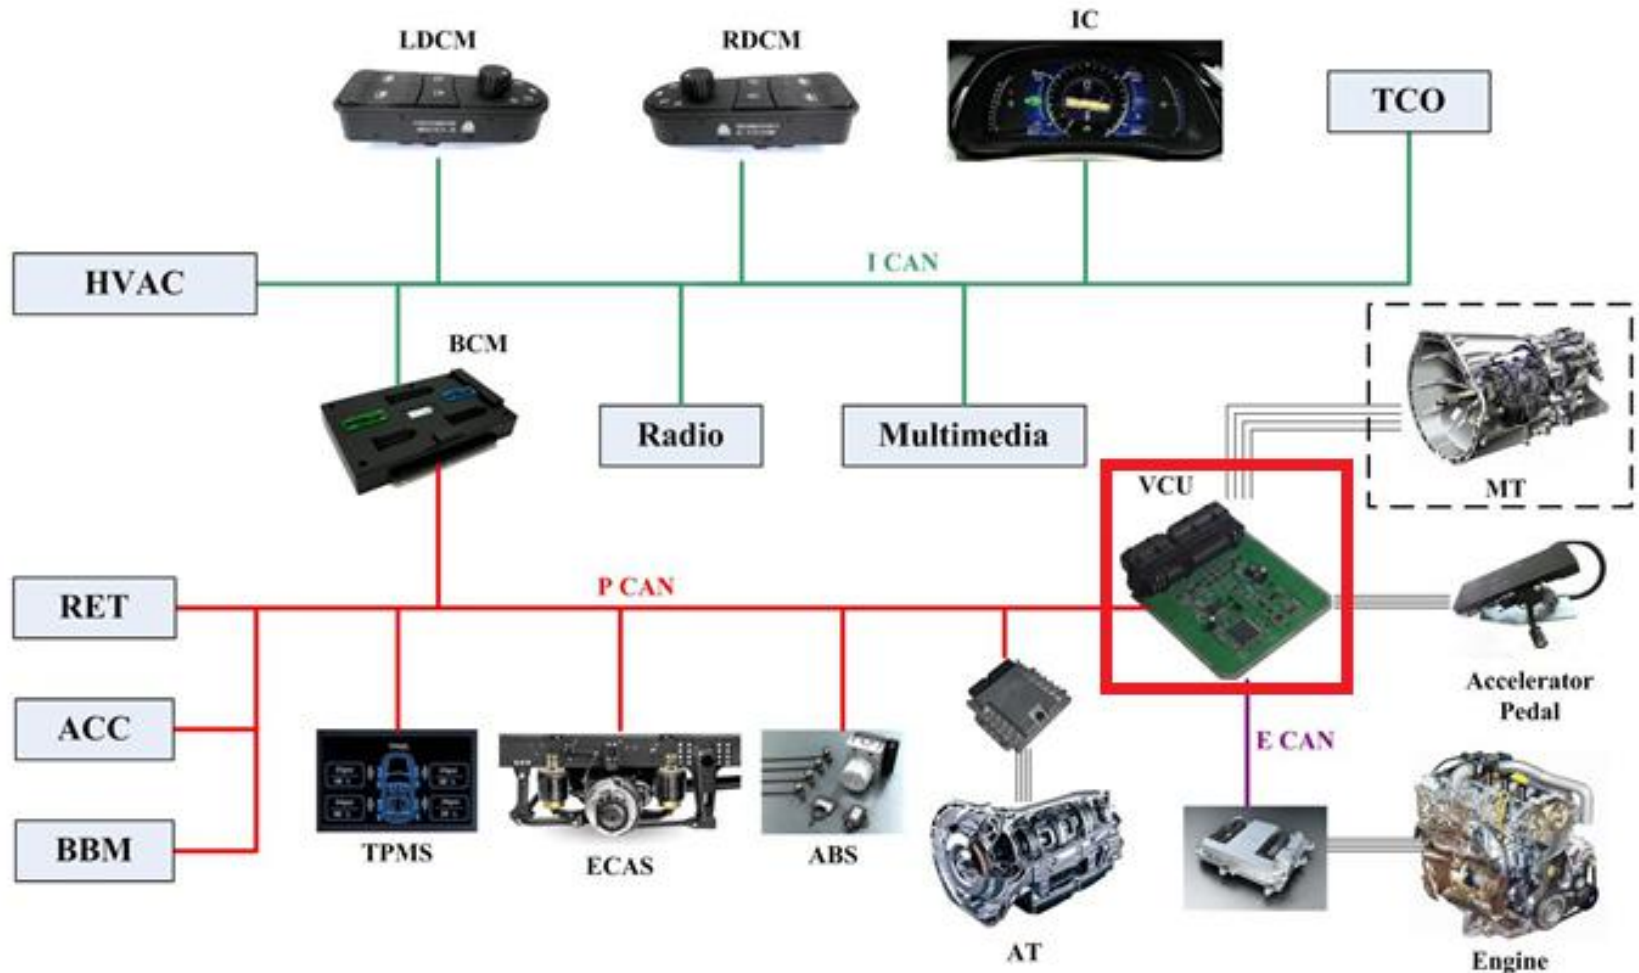 LDCM
RDCM
IC
TCO
HVAC
I CAN
BCM
Radio
Multimedia
VCU
MT
RET
P CAN
ACC
Accelerator
Pedal
E CAN
BBM
TPMS
ECAS
ABS
AT
Engine